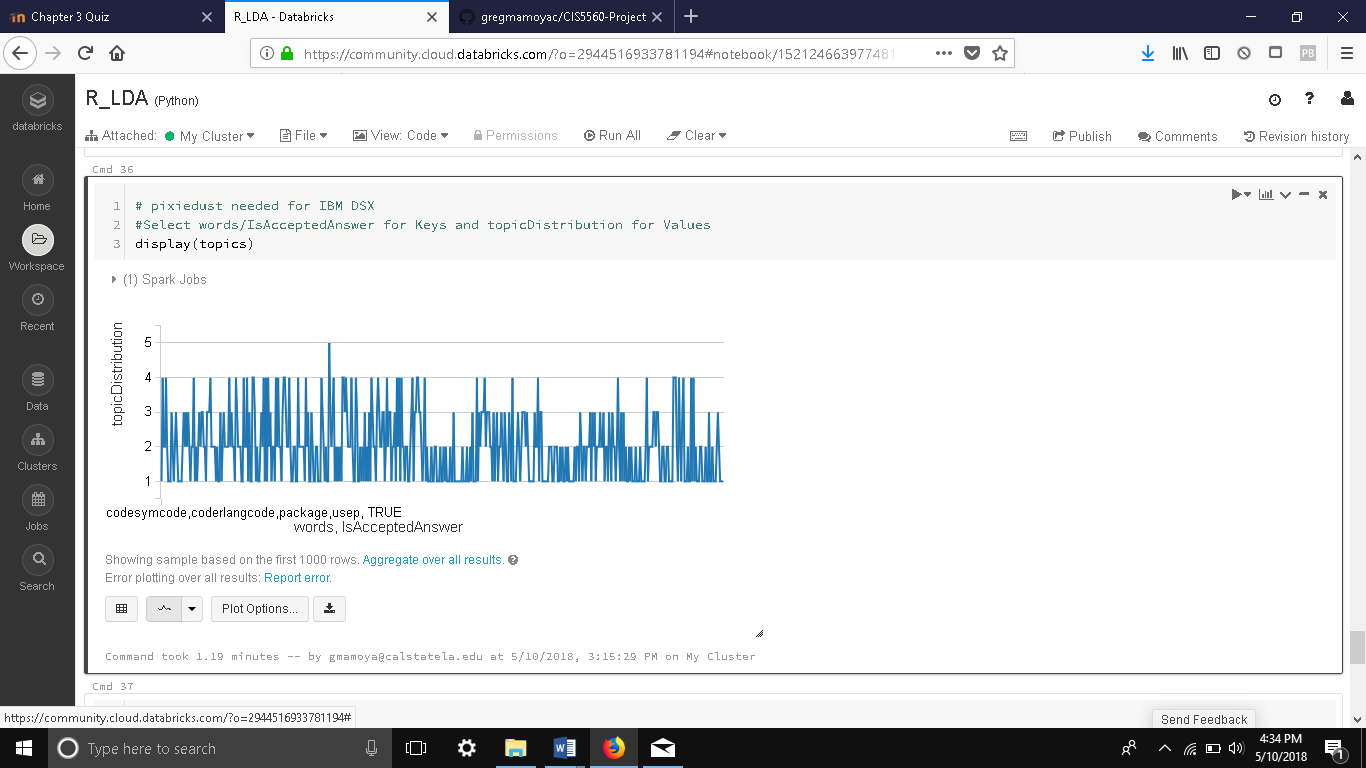 Chapter 3 Quiz
R_LDA - Databricks
gregmamoyac/CIS5560-Project
https://community.cloud.databricks.com/?o=2944516933781194#notebook/152124663977481
PB
databricks
Home
Workspace
Recent
Data
Clusters
Jobs
Search
R_LDA (Python)
Attached: My Cluster File View: Code Permissions Run All Clear
Publish Comments Revision history
Cmd 36
1 # pixiedust needed for IBM DSX
2 #Select words/IsAcceptedAnswer for Keys and topicDistribution for Values
3 display(topics)
(1) Spark Jobs
topicDistribution
5
4
3
2
1
codesymcode,coderlangcode,package,usep, TRUE
words, IsAcceptedAnswer
Showing sample based on the first 1000 rows. Aggregate over all results.
Error plotting over all results: Report error.
Plot Options...
Command took 1.19 minutes -- by gmamoya@calstatela.edu at 5/10/2018, 3:15:29 PM on My Cluster
Cmd 37
https://community.cloud.databricks.com/?o=2944516933781194#
Send Feedback
Type here to search
4:34 PM
5/10/2018
1